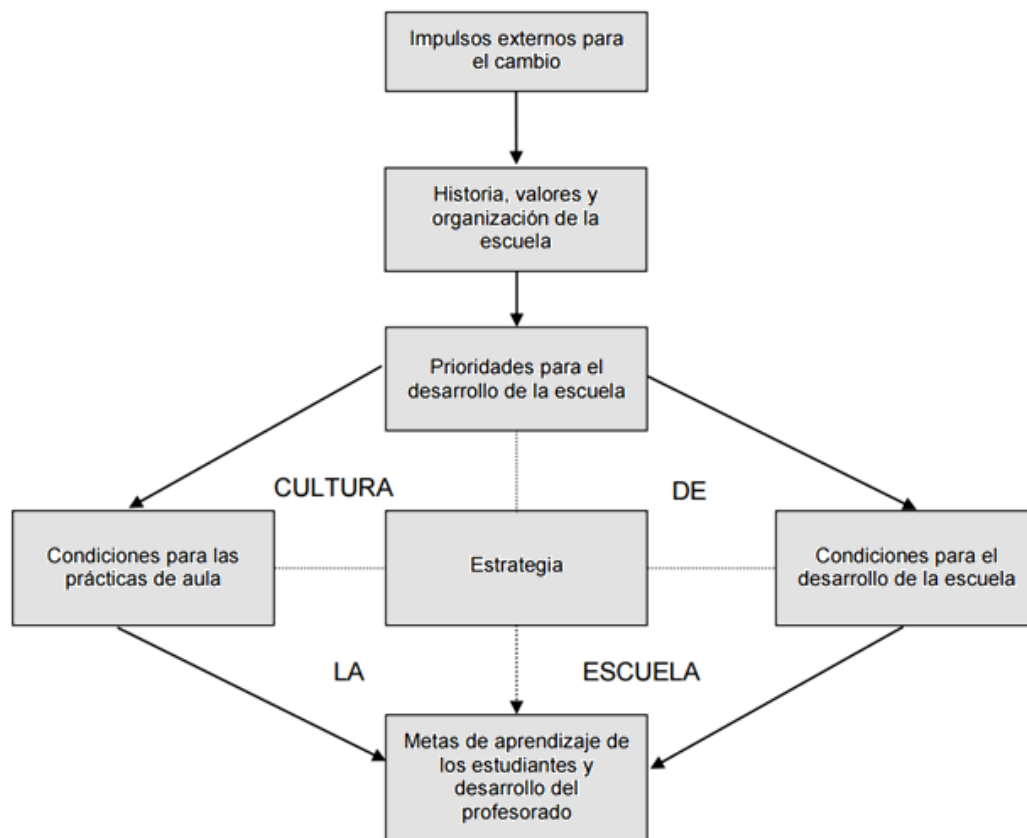 Impulsos externos para
el cambio
Historia, valores y
organización de la
escuela
Prioridades para el
desarrollo de la escuela
CULTURA
DE
Condiciones para las
prácticas de aula
Estrategia
Condiciones para el
desarrollo de la escuela
LA
ESCUELA
Metas de aprendizaje de
los estudiantes y
desarrollo del
profesorado